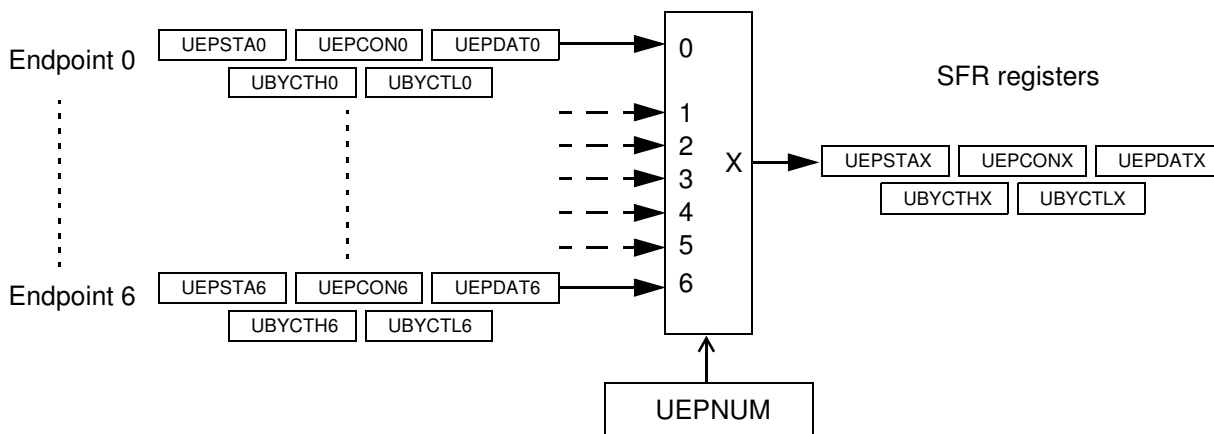 Endpoint 0
UEPSTA0 UEPCON0 UEPDAT0
UBYCTH0 UBYCTL0
0
1
2
3
4
5
6
X
SFR registers
UEPSTAX UEPCONX UEPDATX
UBYCTHX UBYCTLX
Endpoint 6
UEPSTA6 UEPCON6 UEPDAT6
UBYCTH6 UBYCTL6
UEPNUM